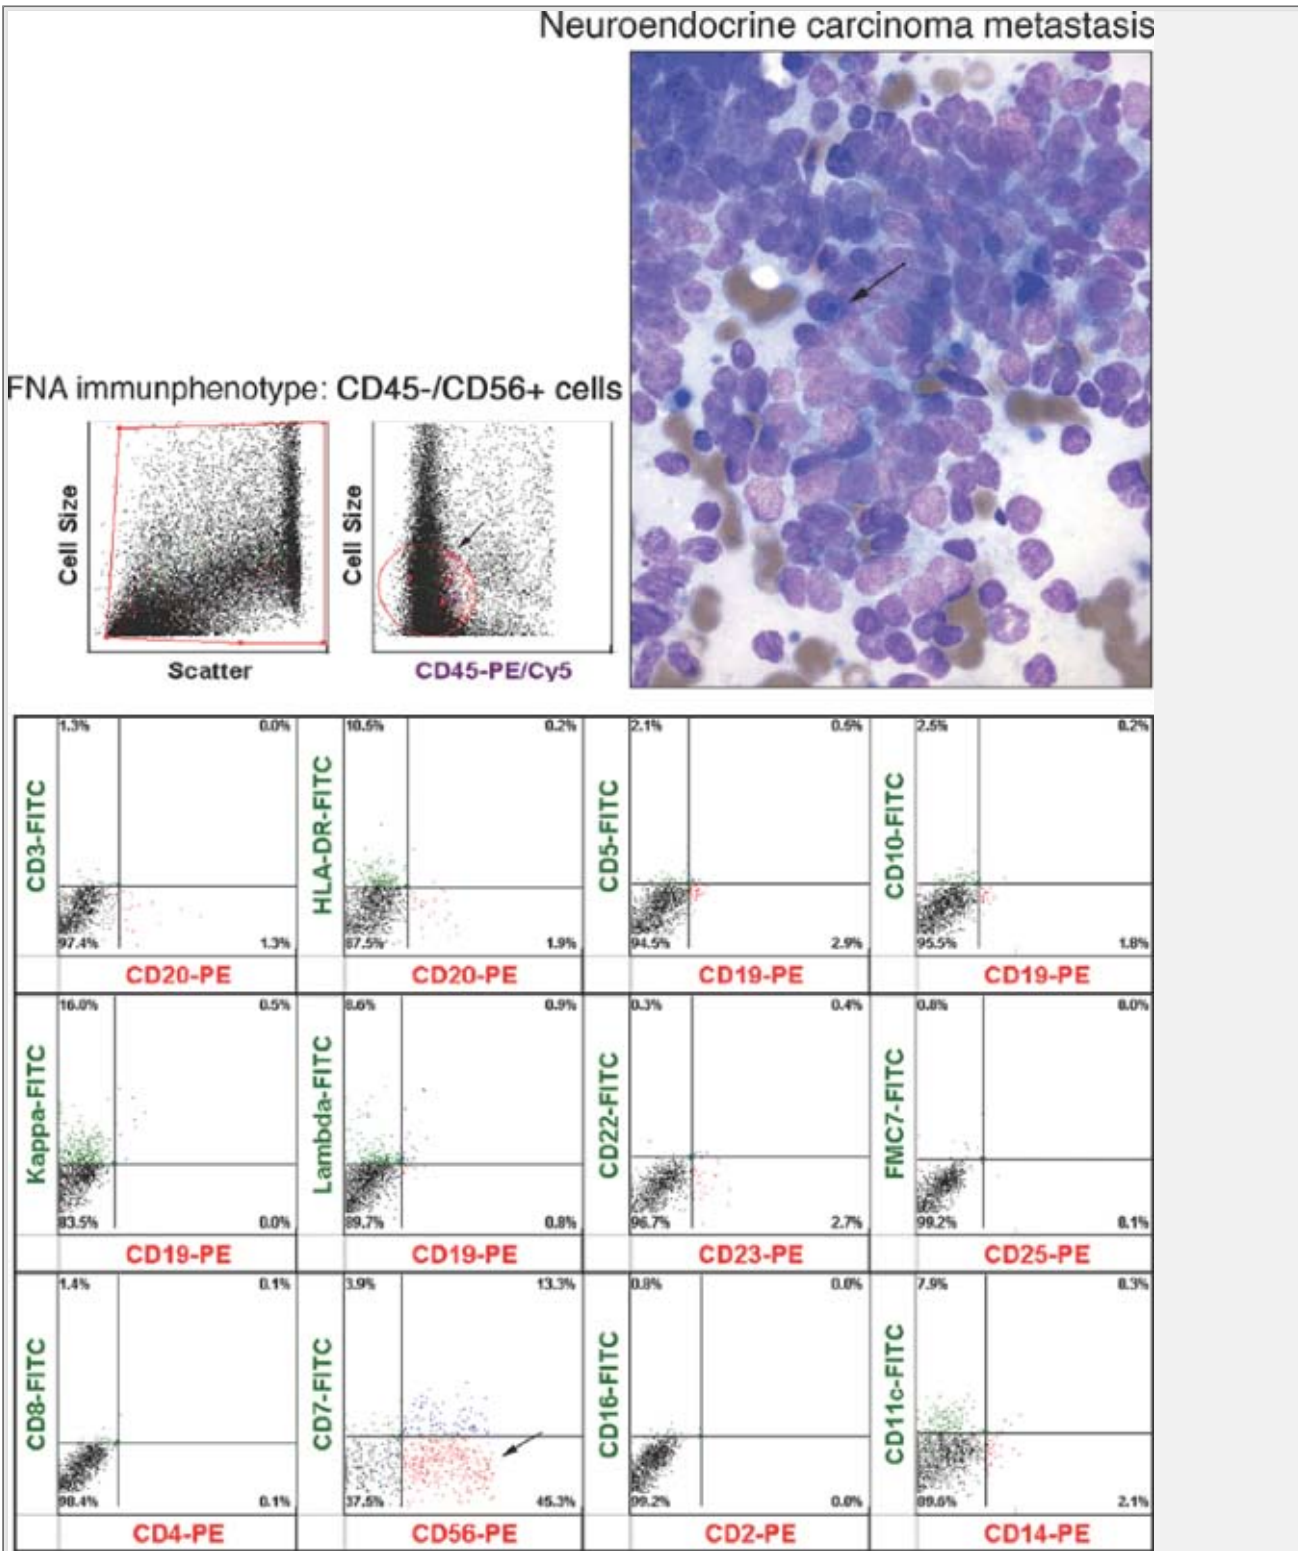 Neuroendocrine carcinoma metastasis
FNA immunphenotype: CD45-/CD56+ cells
Cell Size
Scatter
Cell Size
CD45-PE/Cy5
1.3% 0.0%
CD3-FITC
97.4% 1.3%
CD20-PE
10.5% 0.2%
HLA-DR-FITC
87.5% 1.9%
CD20-PE
2.1% 0.5%
CD5-FITC
94.5% 2.9%
CD19-PE
2.5% 0.2%
CD10-FITC
95.5% 1.8%
CD19-PE
16.0% 0.5%
Kappa-FITC
83.5% 0.0%
CD19-PE
8.6% 0.9%
Lambda-FITC
89.7% 0.8%
CD19-PE
0.3% 0.4%
CD22-FITC
96.7% 2.7%
CD23-PE
0.8% 0.0%
FMC7-FITC
99.2% 0.1%
CD25-PE
1.4% 0.1%
CD8-FITC
98.4% 0.1%
CD4-PE
3.9% 13.3%
CD7-FITC
37.5% 45.3%
CD56-PE
0.8% 0.0%
CD16-FITC
99.2% 0.0%
CD2-PE
7.9% 0.3%
CD11c-FITC
89.6% 2.1%
CD14-PE